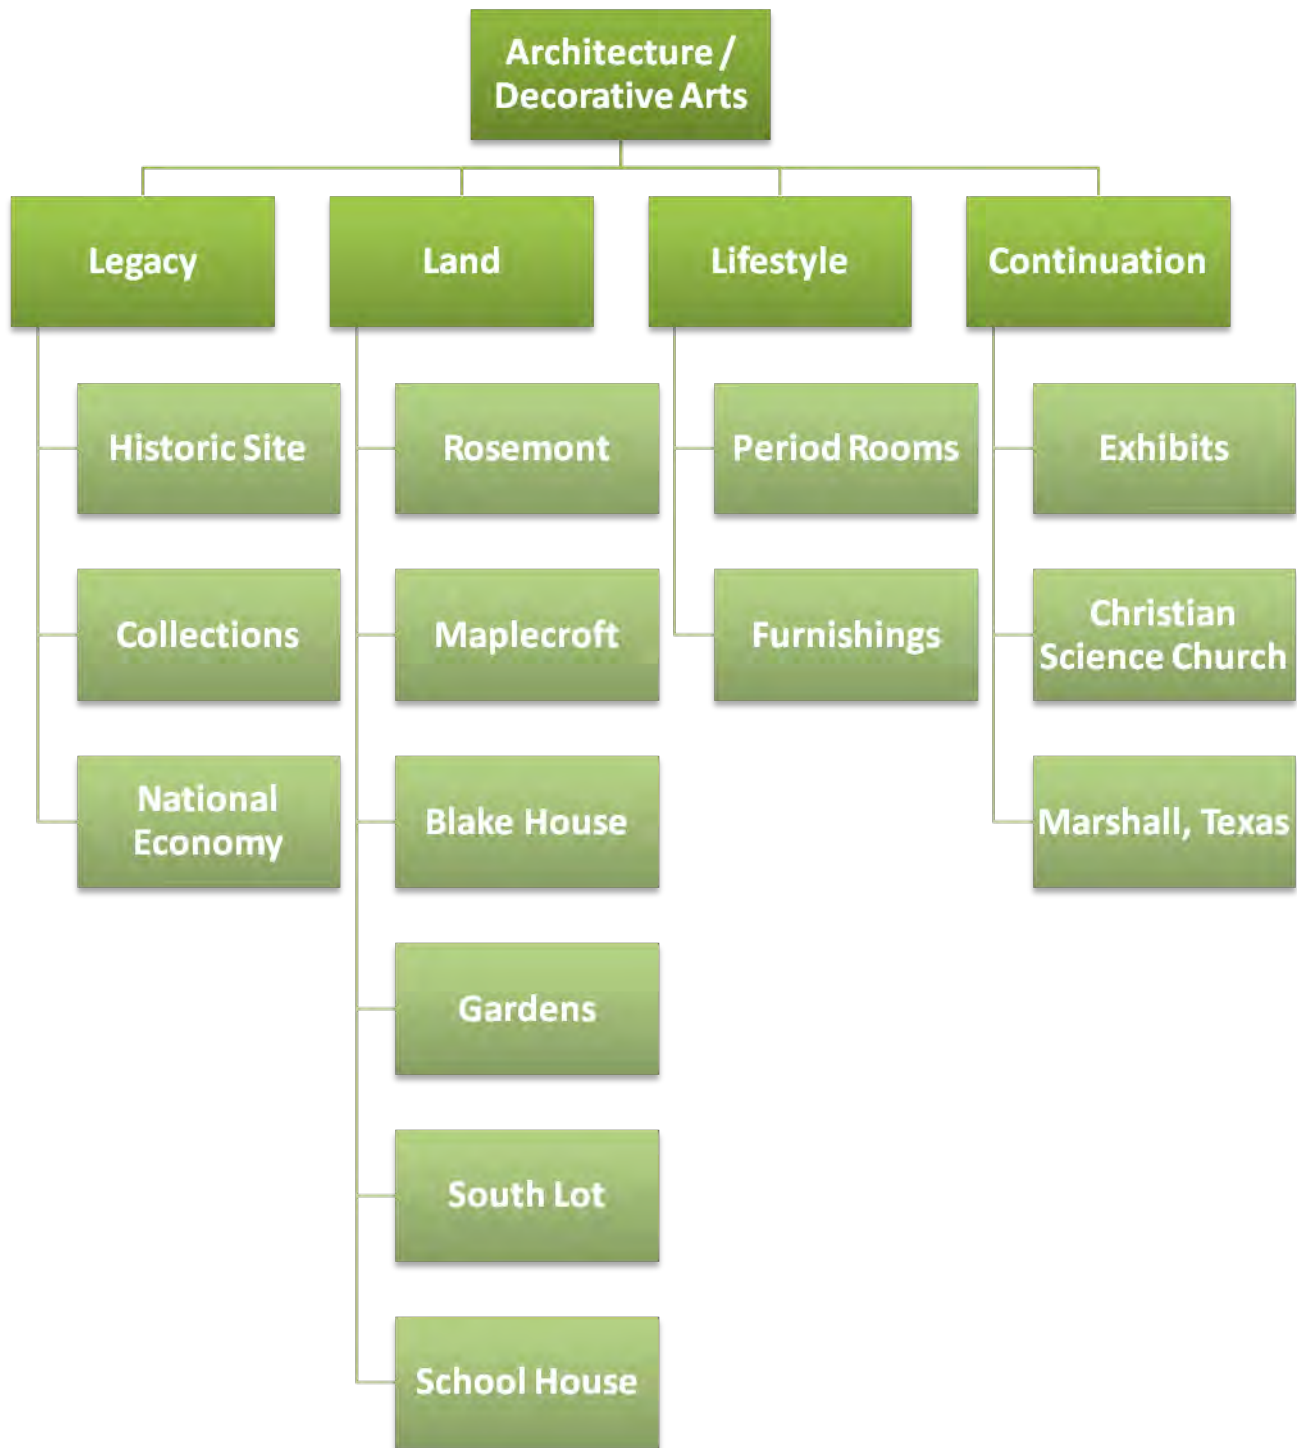 Architecture /
Decorative Arts
Legacy
Land
Lifestyle
Continuation
Historic Site
Rosemont
Period Rooms
Exhibits
Collections
Maplecroft
Furnishings
Christian
Science Church
National
Economy
Blake House
Marshall, Texas
Gardens
South Lot
School House